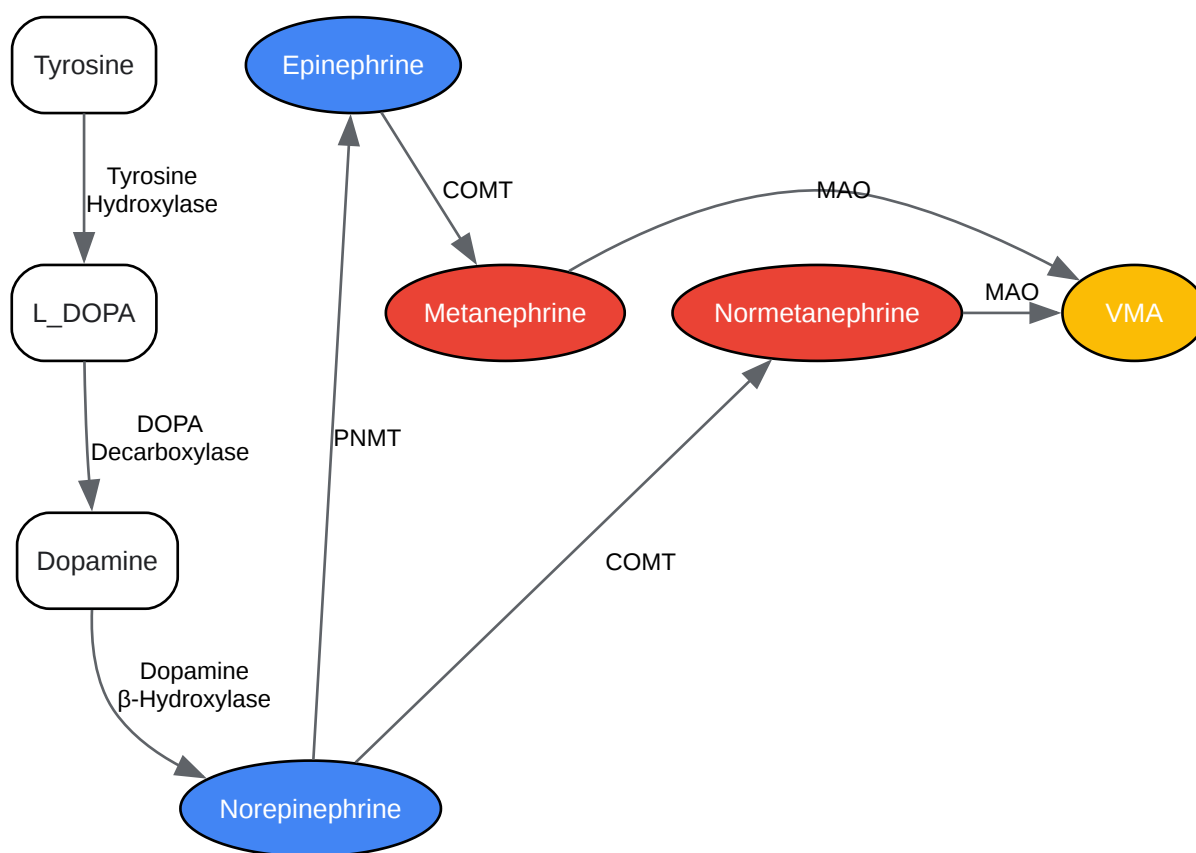 Tyrosine
Epinephrine
Tyrosine
Hydroxylase
COMT
MAO
L_DOPA
Metanephrine
Normetanephrine
MAO
VMA
DOPA
Decarboxylase
PNMT
Dopamine
COMT
Dopamine
β-Hydroxylase
Norepinephrine